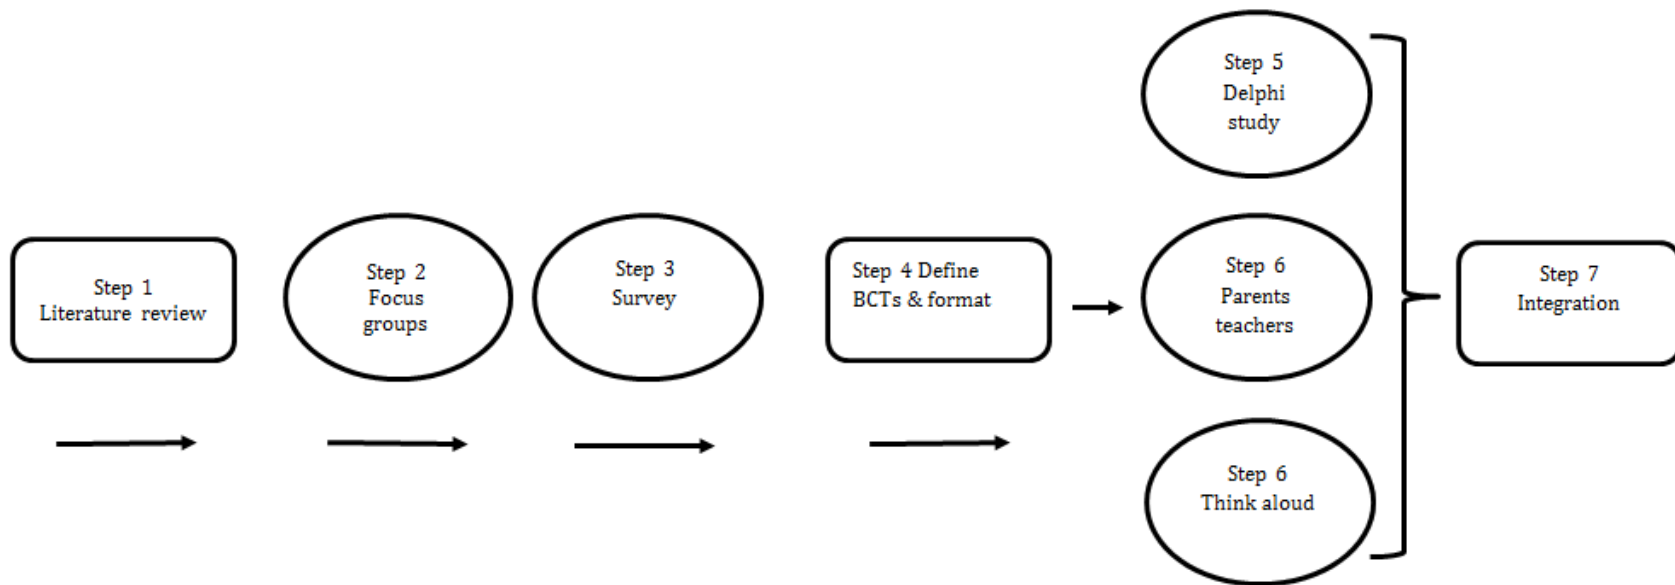 Step 1
Literature review
Step 2
Focus
groups
Step 3
Survey
Step 4 Define
BCTs & format
Step 5
Delphi
study
Step 6
Parents
teachers
Step 6
Think aloud
Step 7
Integration